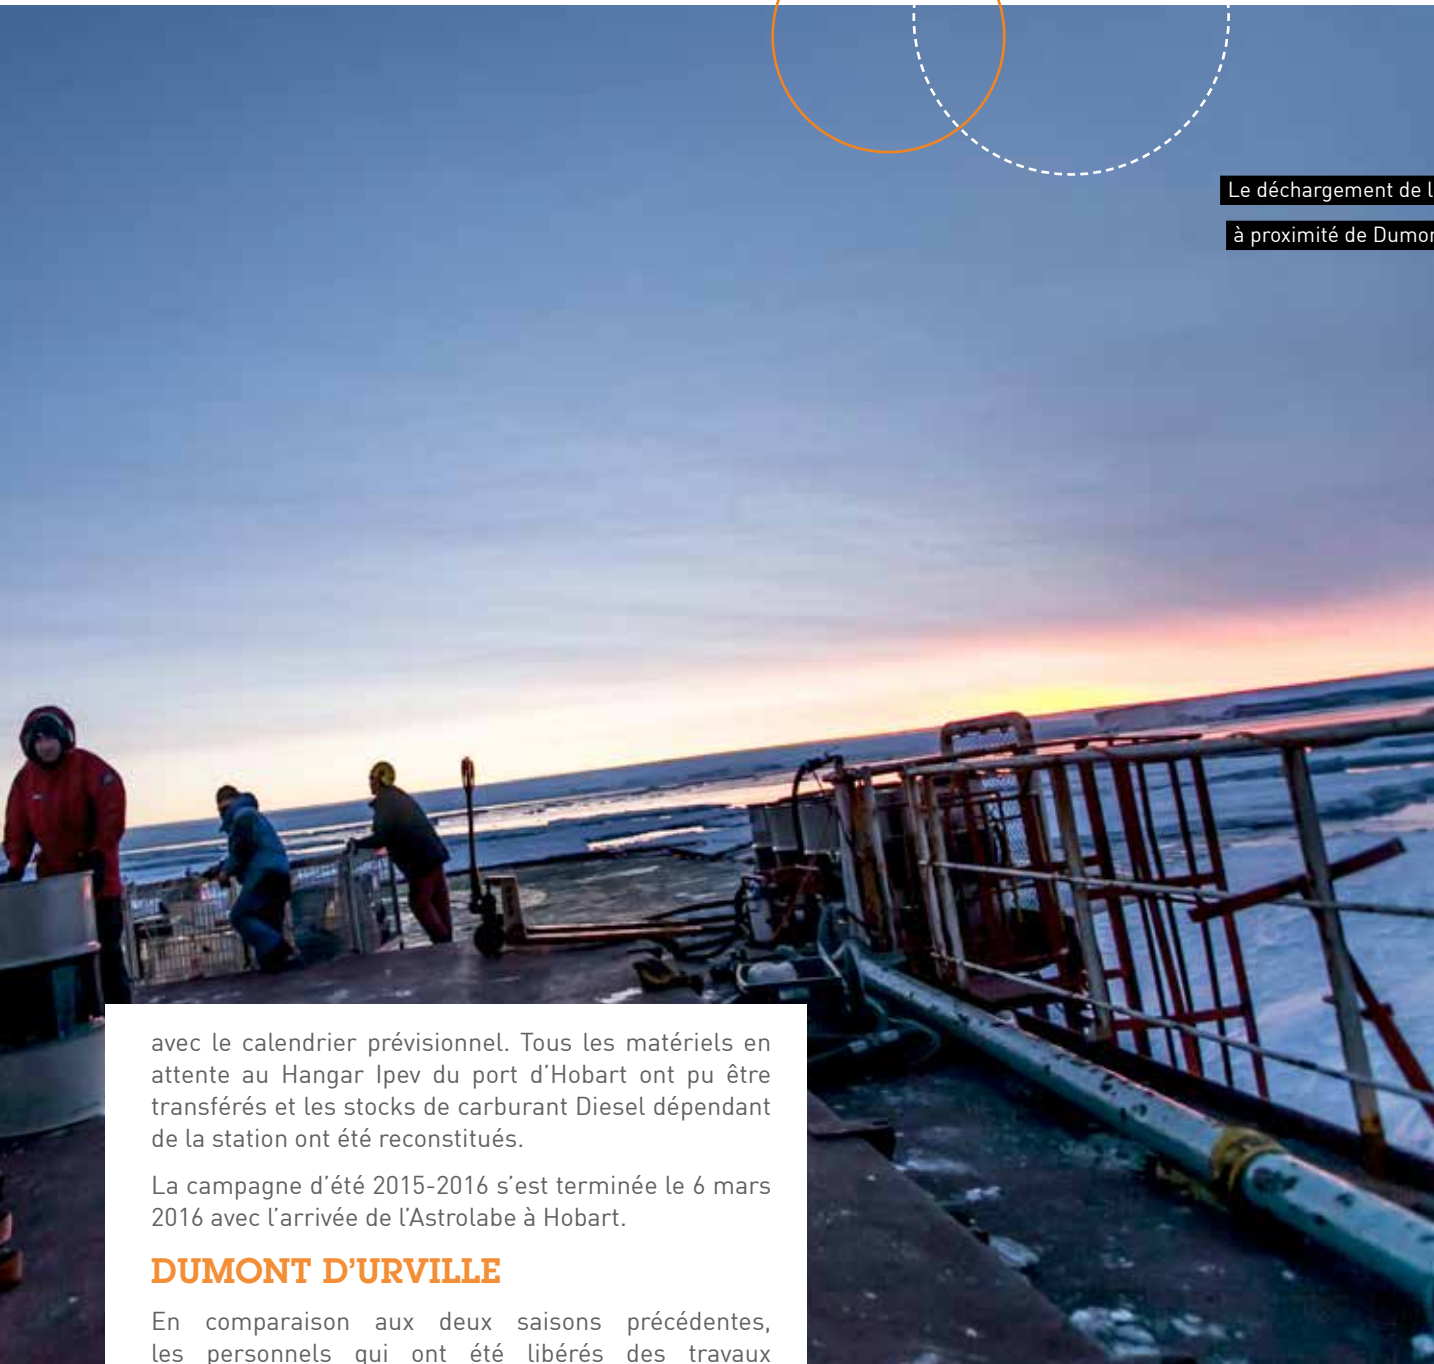 Le déchargement de l
à proximité de Dumon
avec le calendrier prévisionnel. Tous les matériels en
attente au Hangar Ipev du port d’Hobart ont pu être
transférés et les stocks de carburant Diesel dépendant
de la station ont été reconstitués.
La campagne d’été 2015-2016 s’est terminée le 6 mars
2016 avec l’arrivée de l’Astrolabe à Hobart.
DUMONT D’URVILLE
En comparaison aux deux saisons précédentes,
les personnels qui ont été libérés des travaux